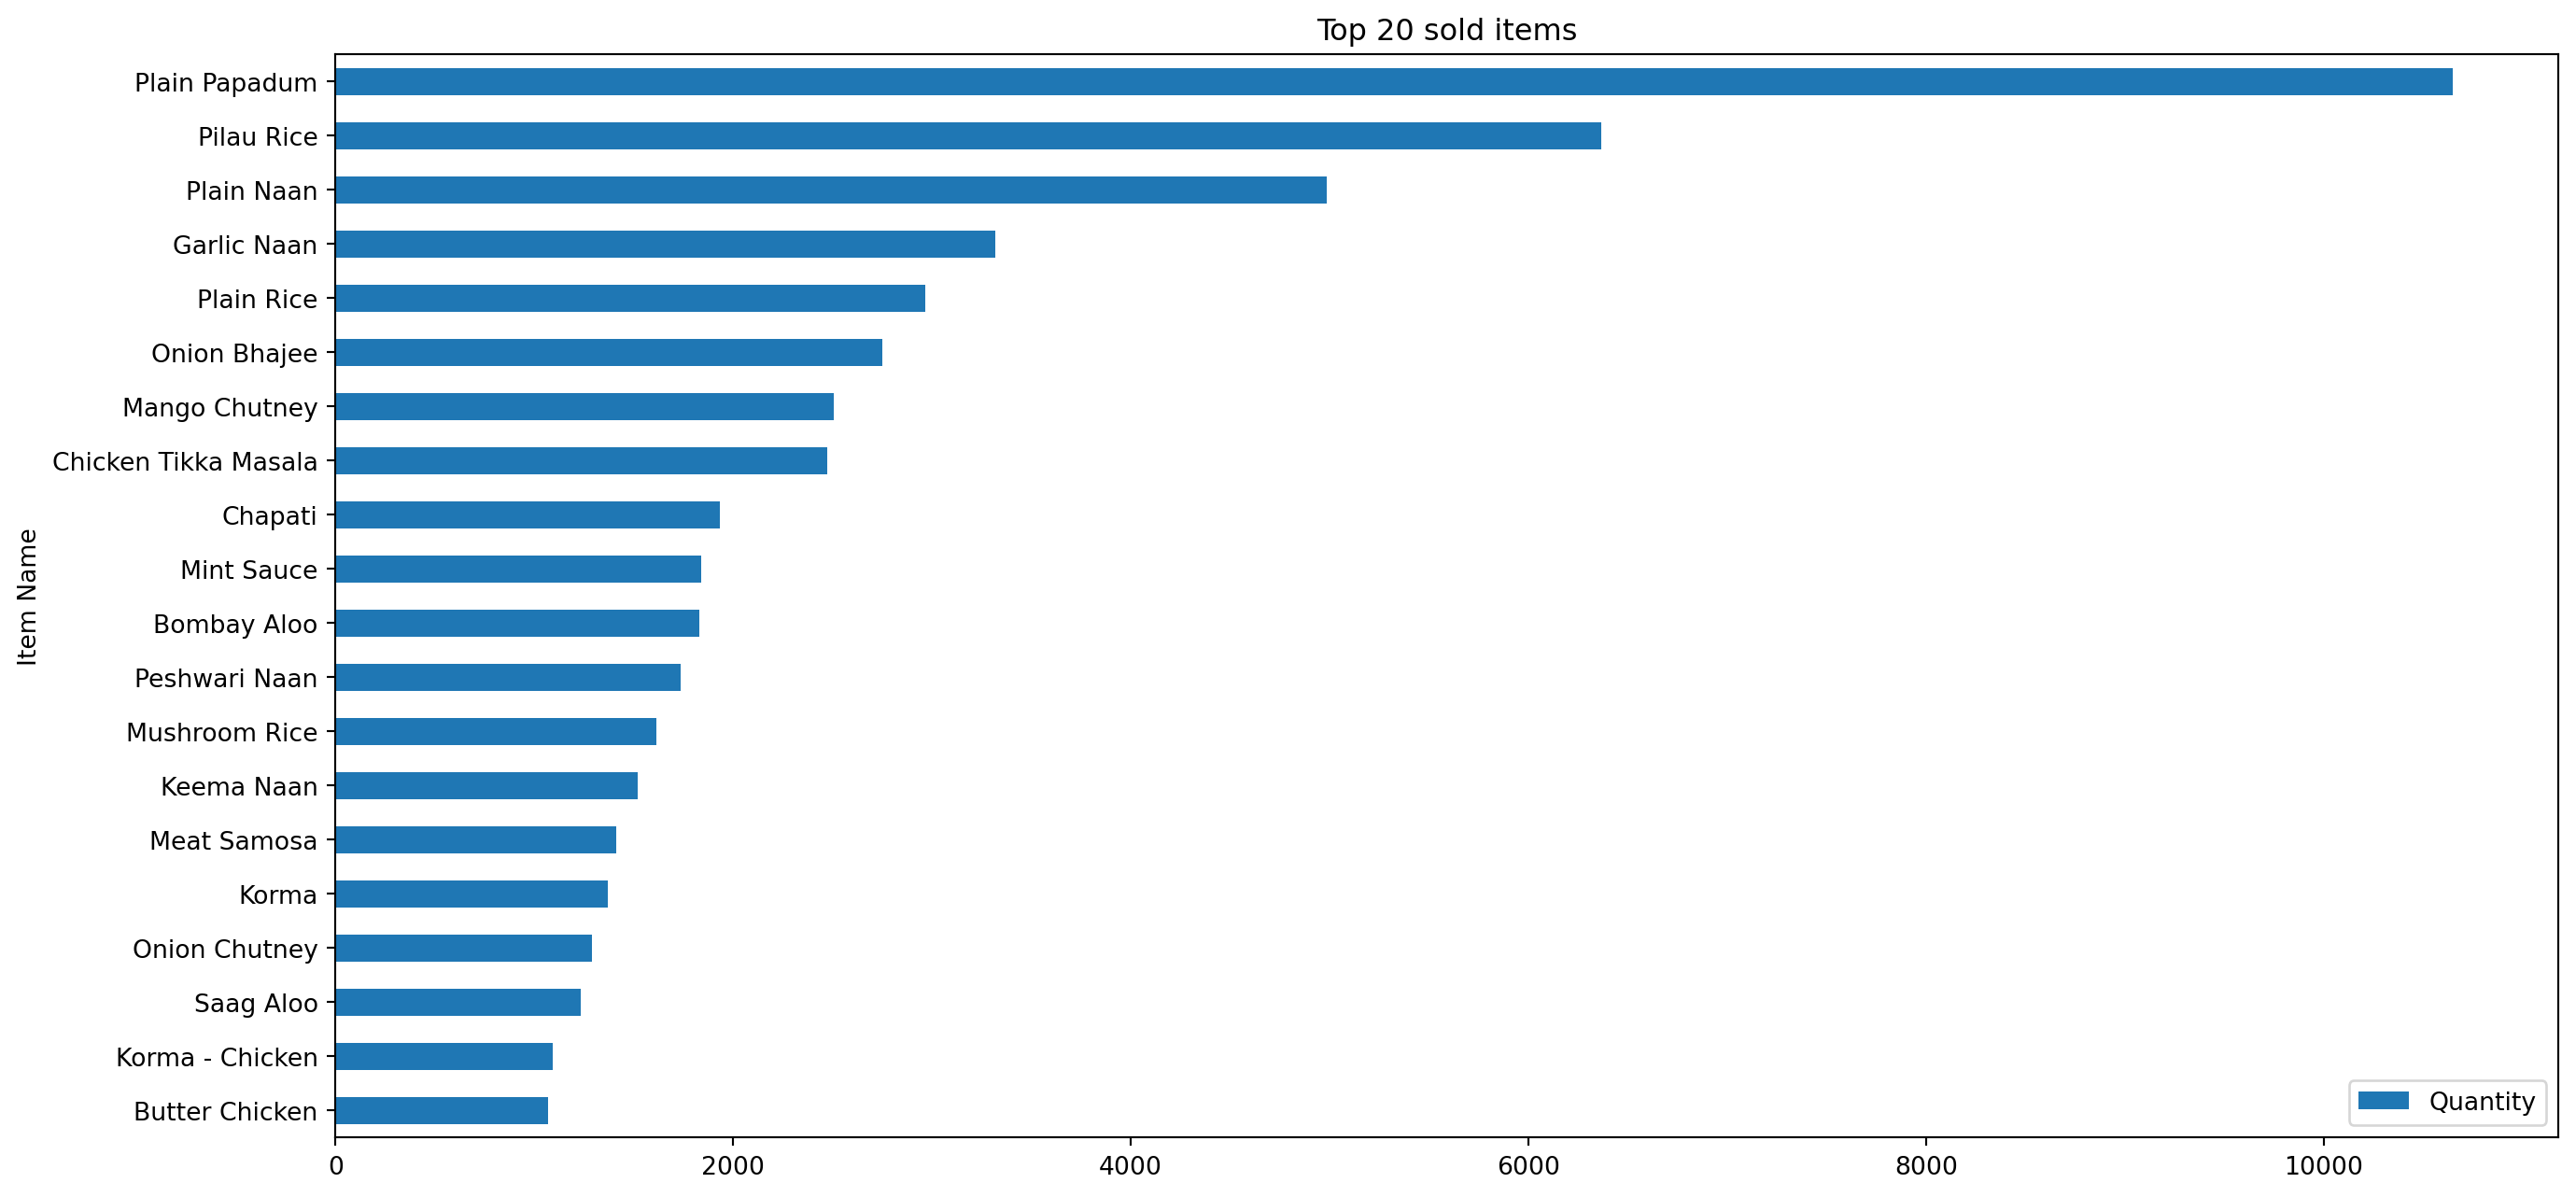 Top 20 sold items
Item Name
Plain Papadum
Pilau Rice
Plain Naan
Garlic Naan
Plain Rice
Onion Bhajee
Mango Chutney
Chicken Tikka Masala
Chapati
Mint Sauce
Bombay Aloo
Peshwari Naan
Mushroom Rice
Keema Naan
Meat Samosa
Korma
Onion Chutney
Saag Aloo
Korma - Chicken
Butter Chicken
Quantity
0 2000 4000 6000 8000 10000